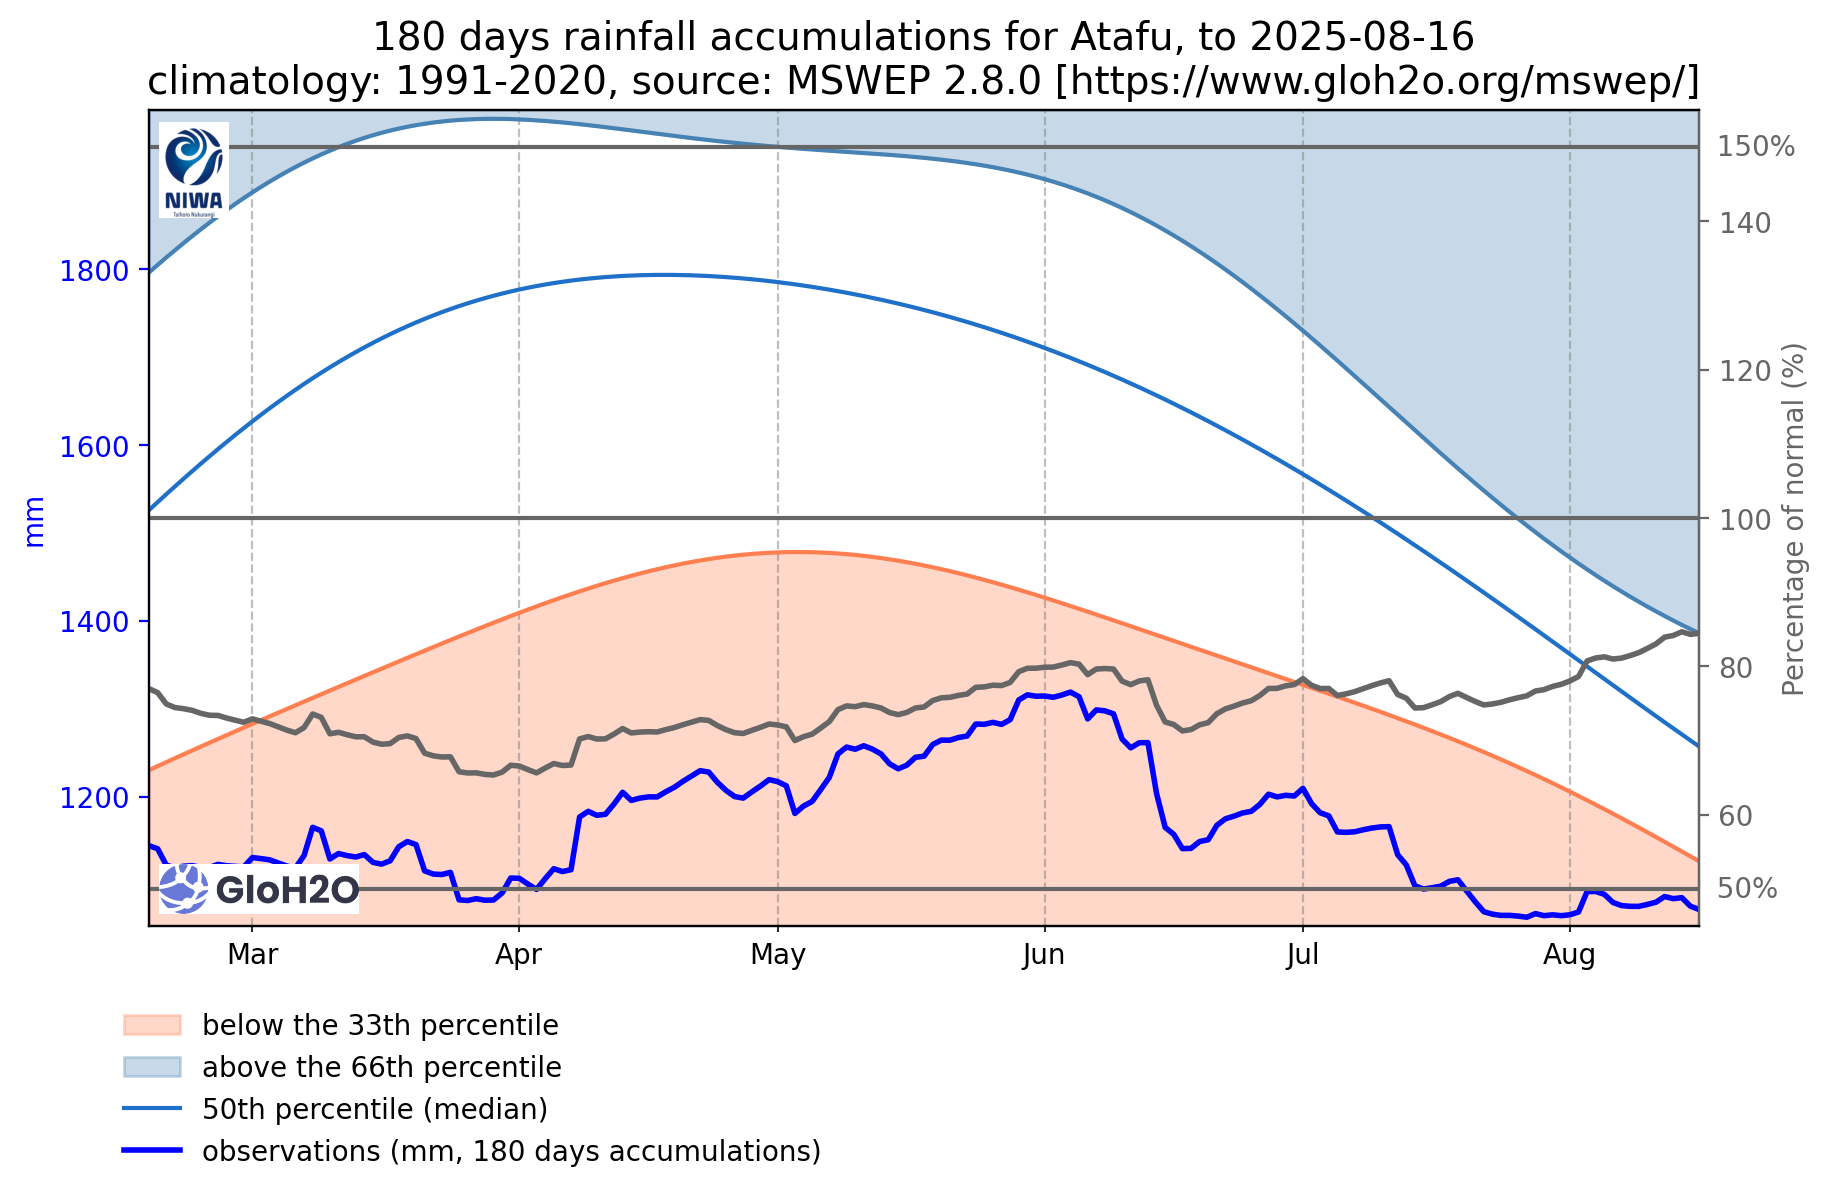 180 days rainfall accumulations for Atafu, to 2025-08-16
climatology: 1991-2020, source: MSWEP 2.8.0 [https://www.gloh2o.org/mswep/]
NIWA
Taihoro Nukurangi
150%
140
1800
120
1600
Percentage of normal (%)
mm
100
1400
80
1200
60
GloH2O
50%
Mar
Apr
May
Jun
Jul
Aug
below the 33th percentile
above the 66th percentile
50th percentile (median)
observations (mm, 180 days accumulations)